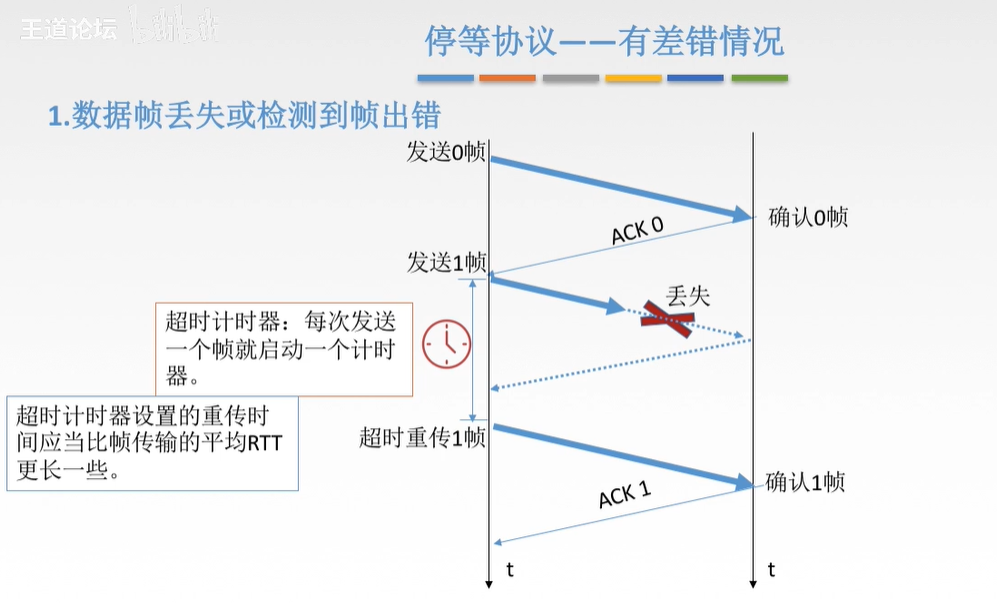 王道论坛
停等协议——有差错情况
1.数据帧丢失或检测到帧出错
发送0帧
确认0帧
ACK 0
发送1帧
丢失
超时计时器：每次发送
一个帧就启动一个计时
器。
超时计时器设置的重传时
间应当比帧传输的平均RTT
更长一些。
超时重传1帧
确认1帧
ACK 1
t
t